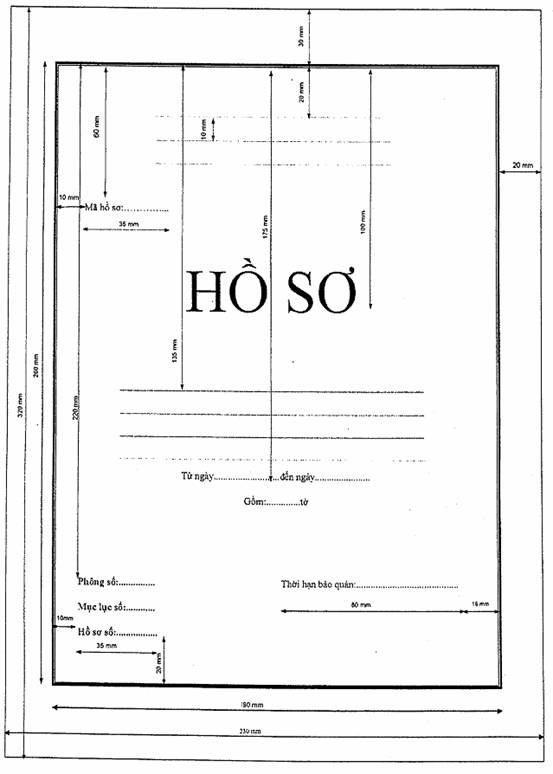 30 mm
20 mm
60 mm
10 mm
20 mm
10 mm
Mã hồ sơ:...............
35 mm
175 mm
100 mm
HỒ SƠ
135 mm
260 mm
320 mm
220 mm
Từ ngày..........................đến ngày......................
Gồm:.............tờ
Phông số:..............
Thời hạn bảo quản:.....................................
Mục lục số:...........
60 mm
15 mm
10mm
Hồ sơ số:................
35 mm
20 mm
190 mm
230 mm